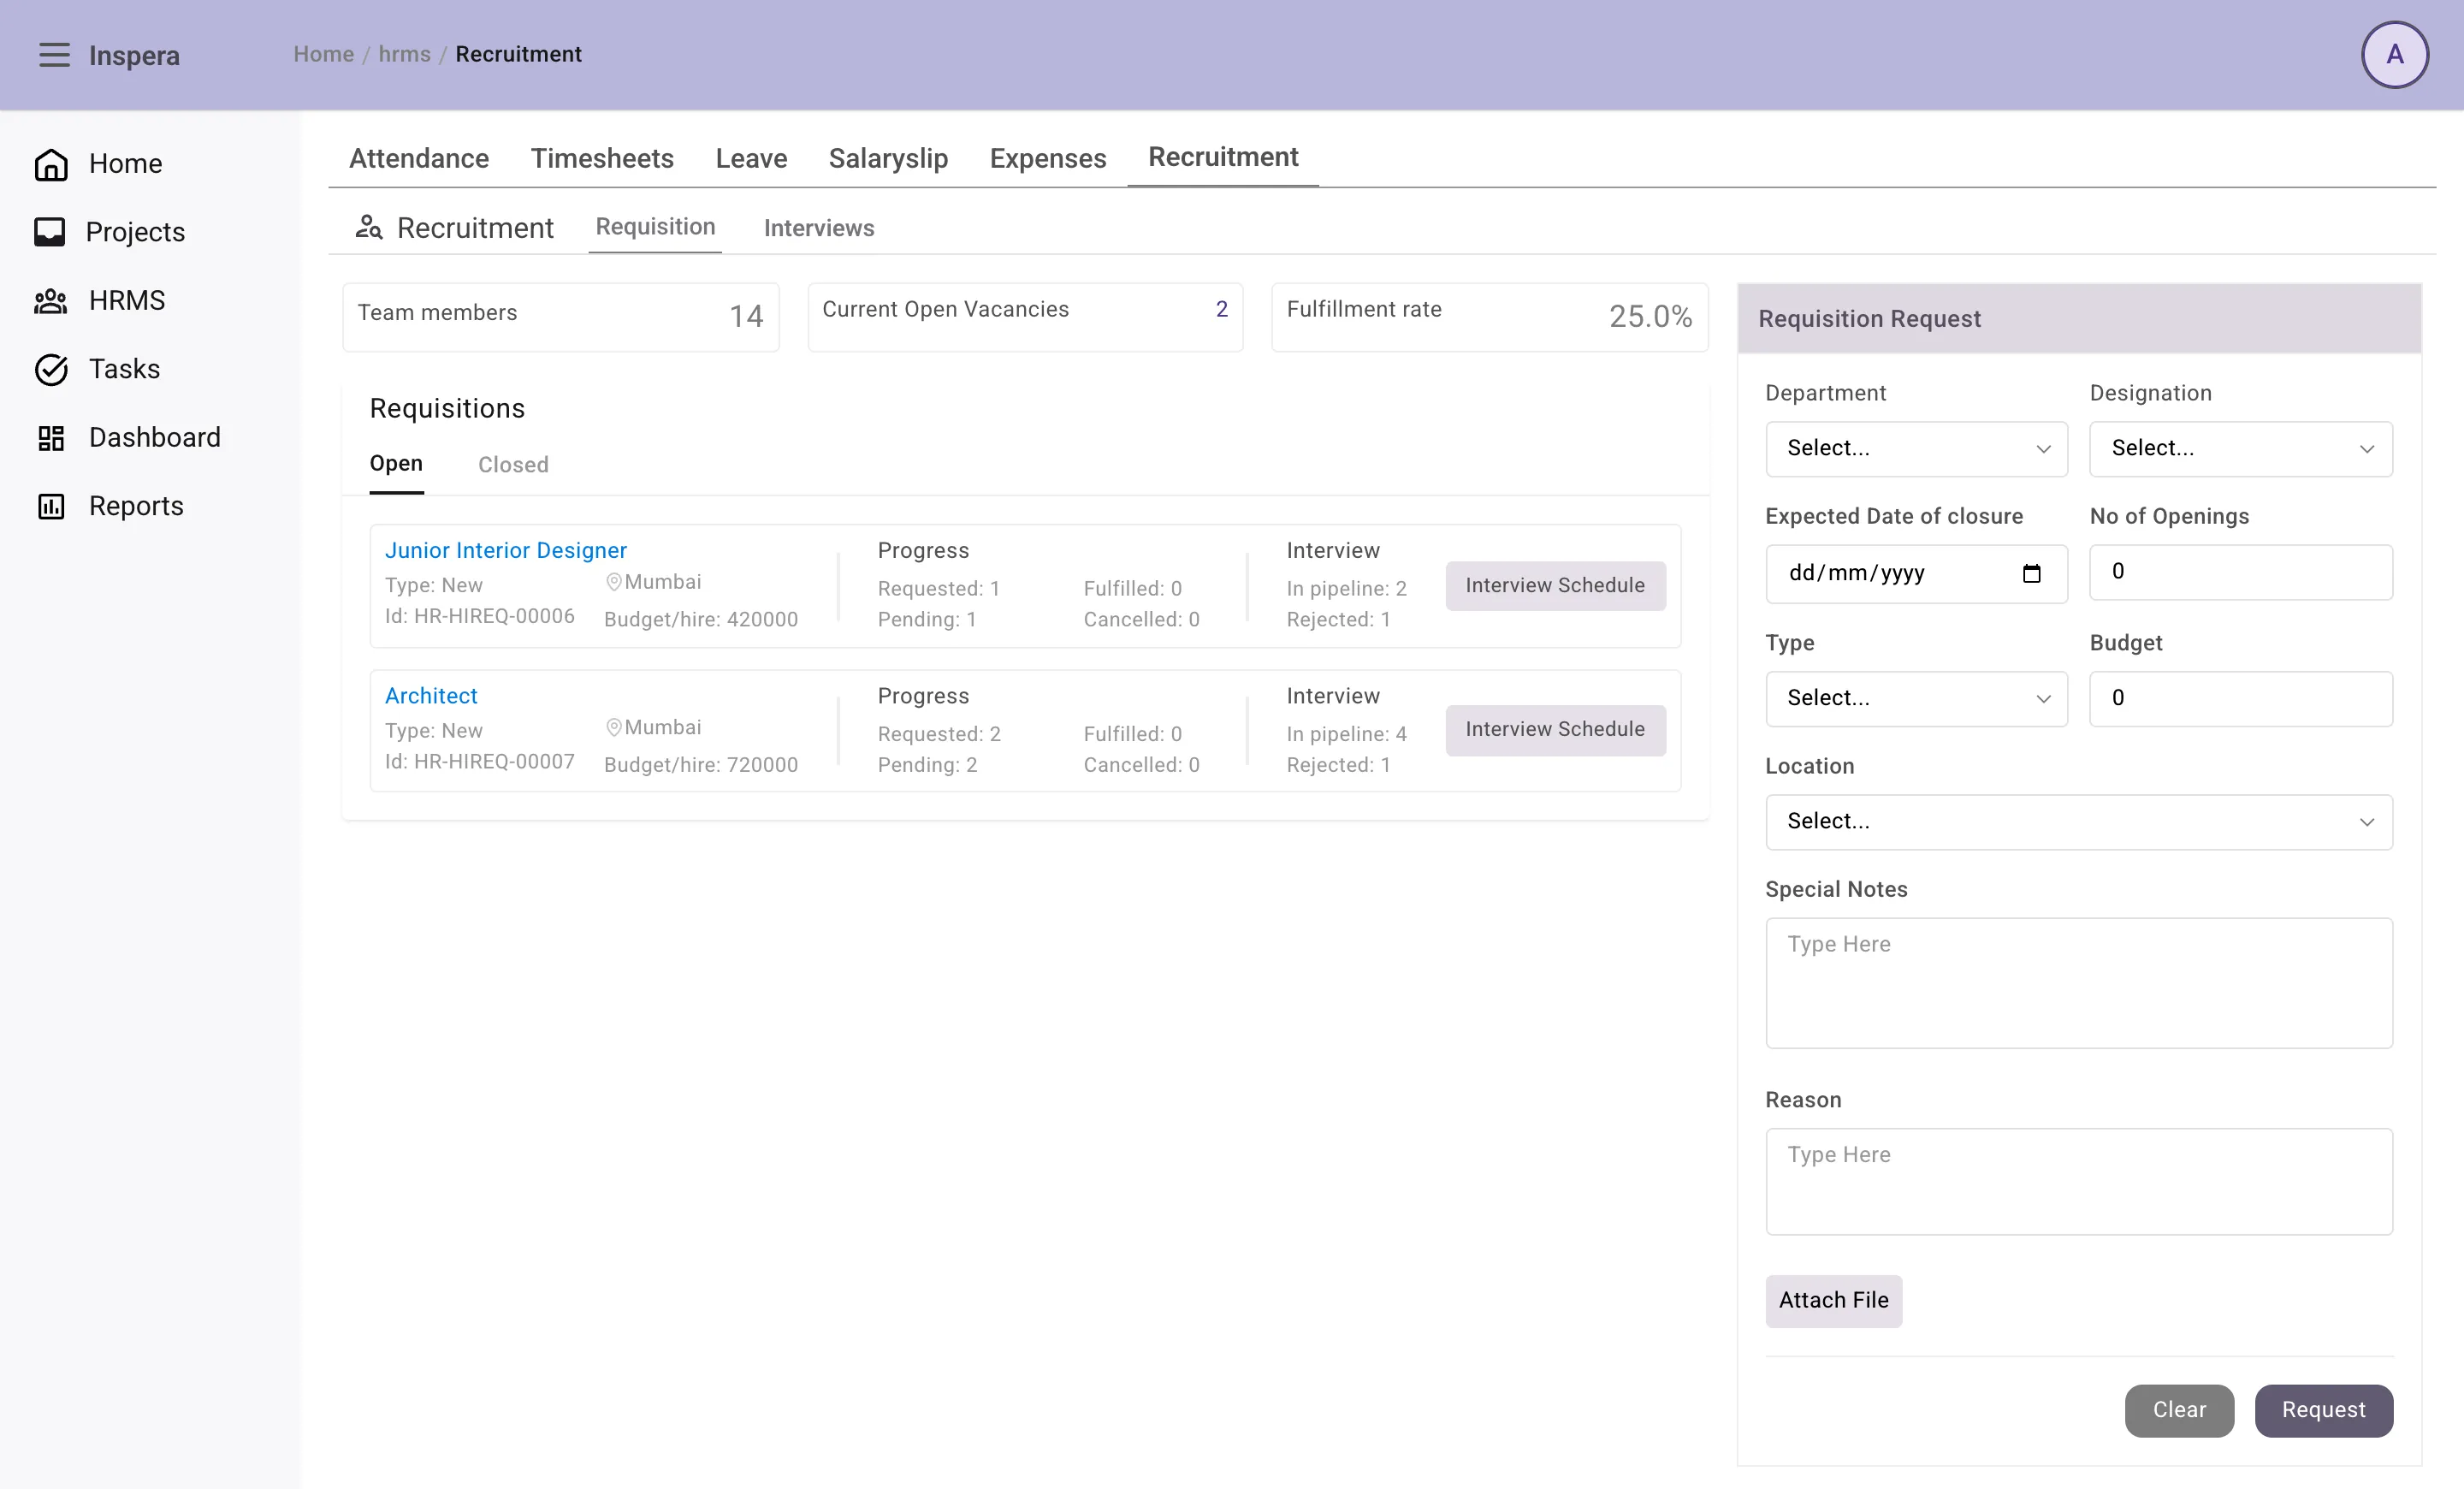 Inspera
Home / hrms / Recruitment
A
Home
Projects
HRMS
Tasks
Dashboard
Reports
Attendance Timesheets Leave Salaryslip Expenses Recruitment
Recruitment Requisition Interviews
Team members 14
Current Open Vacancies 2
Fulfillment rate 25.0%
Requisitions
Open Closed
Junior Interior Designer
Type: New
Id: HR-HIREQ-00006
Mumbai
Budget/hire: 420000
Progress
Requested: 1 Fulfilled: 0
Pending: 1 Cancelled: 0
Interview
In pipeline: 2
Rejected: 1
Interview Schedule
Architect
Type: New
Id: HR-HIREQ-00007
Mumbai
Budget/hire: 720000
Progress
Requested: 2 Fulfilled: 0
Pending: 2 Cancelled: 0
Interview
In pipeline: 4
Rejected: 1
Interview Schedule
Requisition Request
Department
Select...
Designation
Select...
Expected Date of closure
dd/mm/yyyy
No of Openings
0
Type
Select...
Budget
0
Location
Select...
Special Notes
Type Here
Reason
Type Here
Attach File
Clear Request